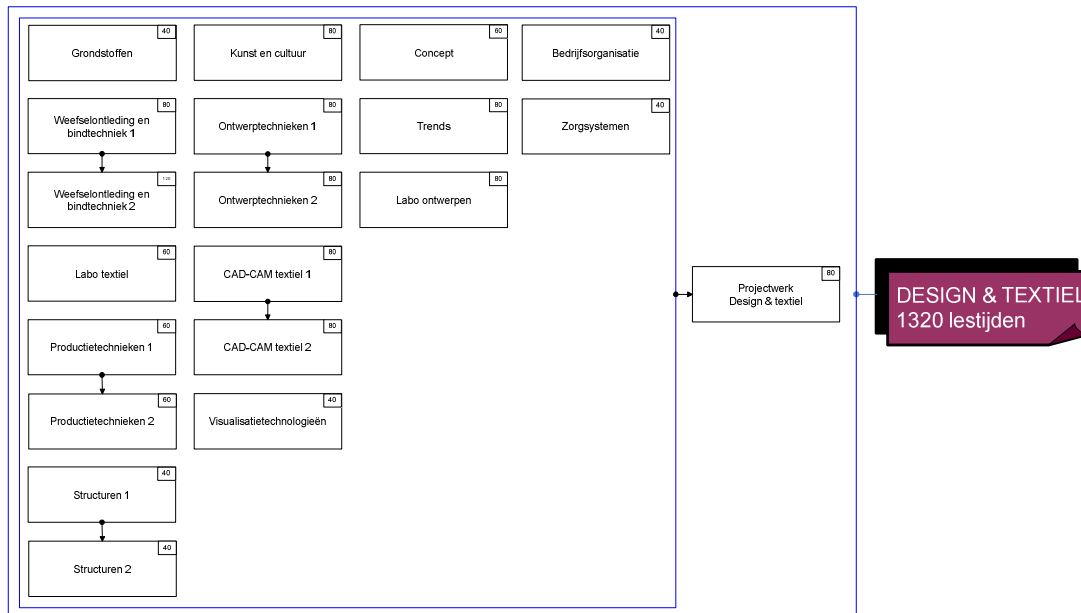 40
Grondstoffen
80
Kunst en cultuur
60
Concept
40
Bedrijfsorganisatie
80
Weefselontleding en
bindtechniek 1
80
Ontwerptechnieken 1
80
Trends
40
Zorgsystemen
120
Weefselontleding en
bindtechniek 2
80
Ontwerptechnieken 2
80
Labo ontwerpen
60
Labo textiel
80
CAD-CAM textiel 1
80
Projectwerk
Design & textiel
DESIGN & TEXTIEL
1320 lestijden
60
Productietechnieken 1
80
CAD-CAM textiel 2
60
Productietechnieken 2
40
Visualisatietechnologieën
40
Structuren 1
40
Structuren 2